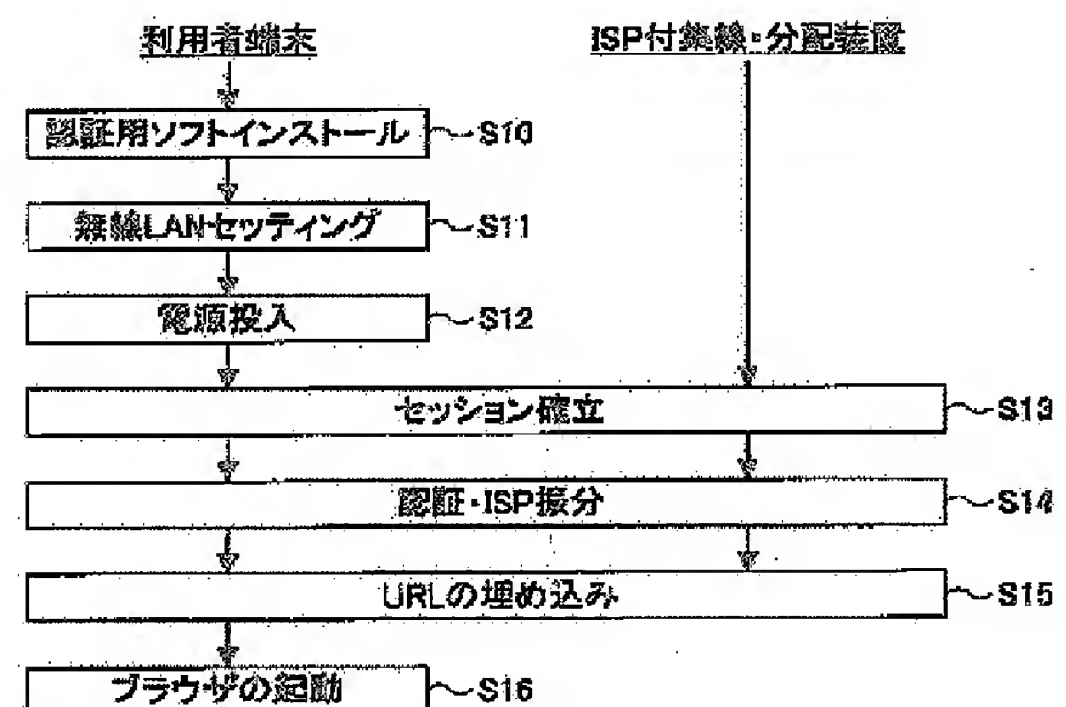 利用者端末
ISP付集線・分配装置
認証用ソフトインストール S10
無線LANセッティング S11
電源投入 S12
セッション確立 S13
認証・ISP振分 S14
URLの埋め込み S15
ブラウザの起動 S16